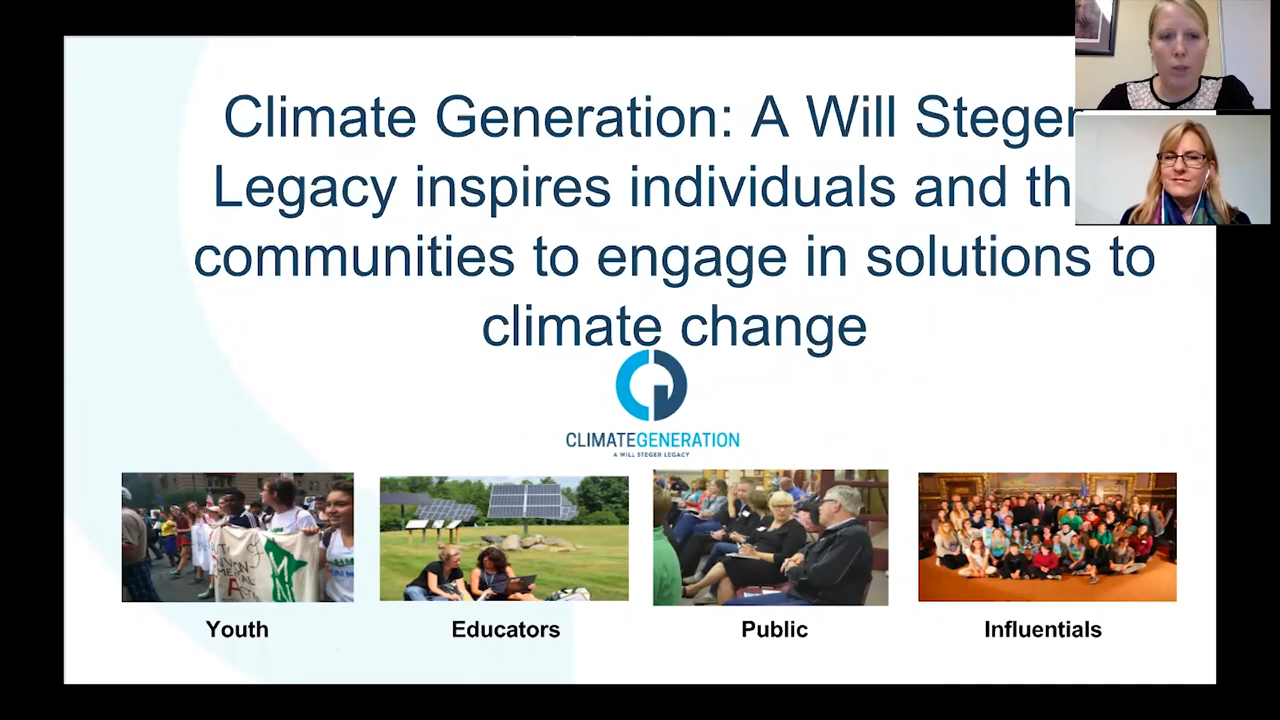 Climate Generation: A Will Steger
Legacy inspires individuals and th
communities to engage in solutions to
climate change
CLIMATEGENERATION
A WILL STEGER LEGACY
Youth
Educators
Public
Influentials